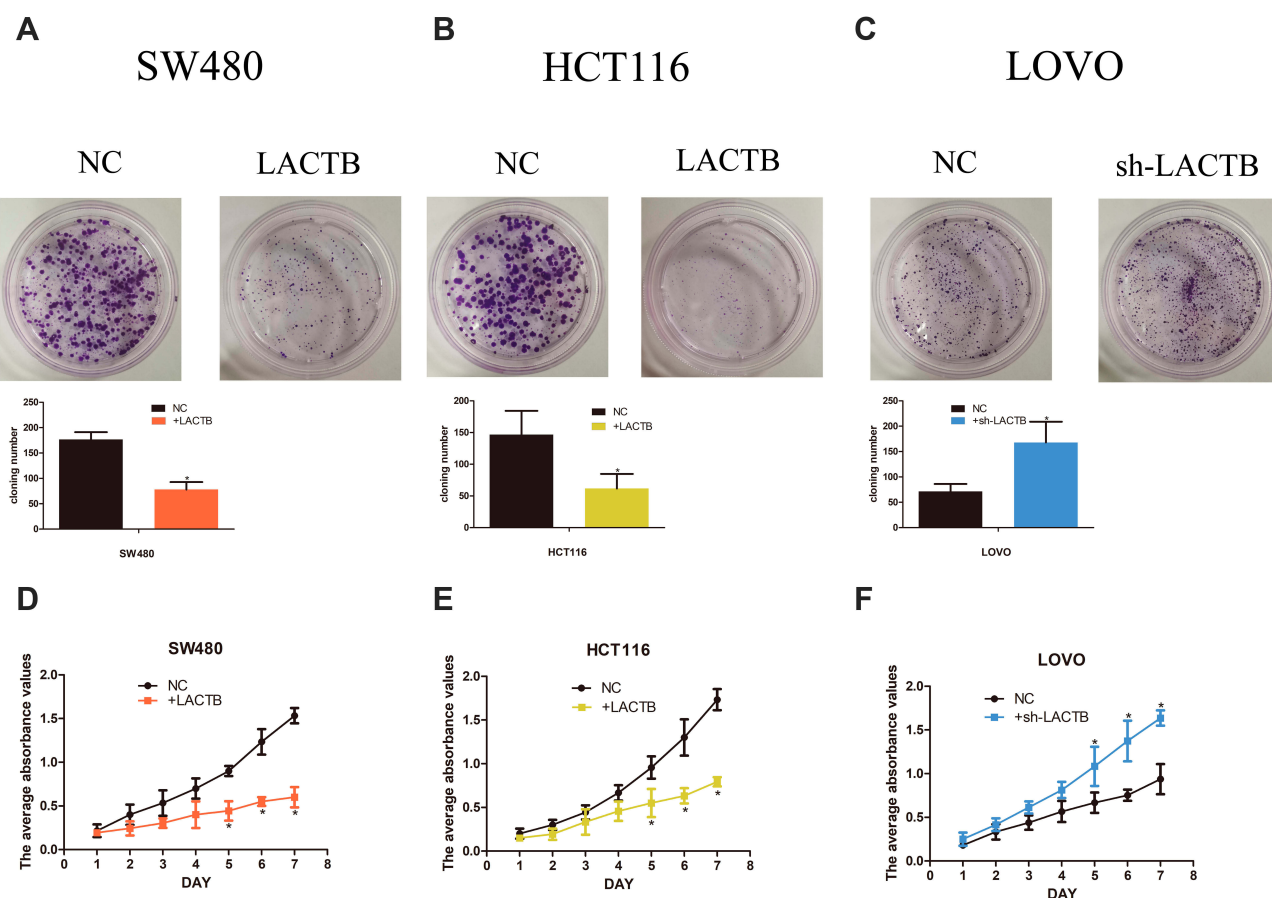 A
B
C
SW480
HCT116
LOVO
NC
LACTB
NC
LACTB
NC
sh-LACTB
cloning number
250
200
150
100
50
0
NC
+LACTB
*
SW480
cloning number
200
150
100
50
0
NC
+LACTB
*
HCT116
cloning number
250
200
150
100
50
0
NC
+sh-LACTB
*
LOVO
D
E
F
SW480
The average absorbance values
2.0
1.5
1.0
0.5
0.0
NC
+LACTB
* * *
0 1 2 3 4 5 6 7 8
DAY
HCT116
The average absorbance values
2.0
1.5
1.0
0.5
0.0
NC
+LACTB
* * *
0 1 2 3 4 5 6 7 8
DAY
LOVO
The average absorbance values
2.0
1.5
1.0
0.5
0.0
NC
+sh-LACTB
* * *
0 1 2 3 4 5 6 7 8
DAY